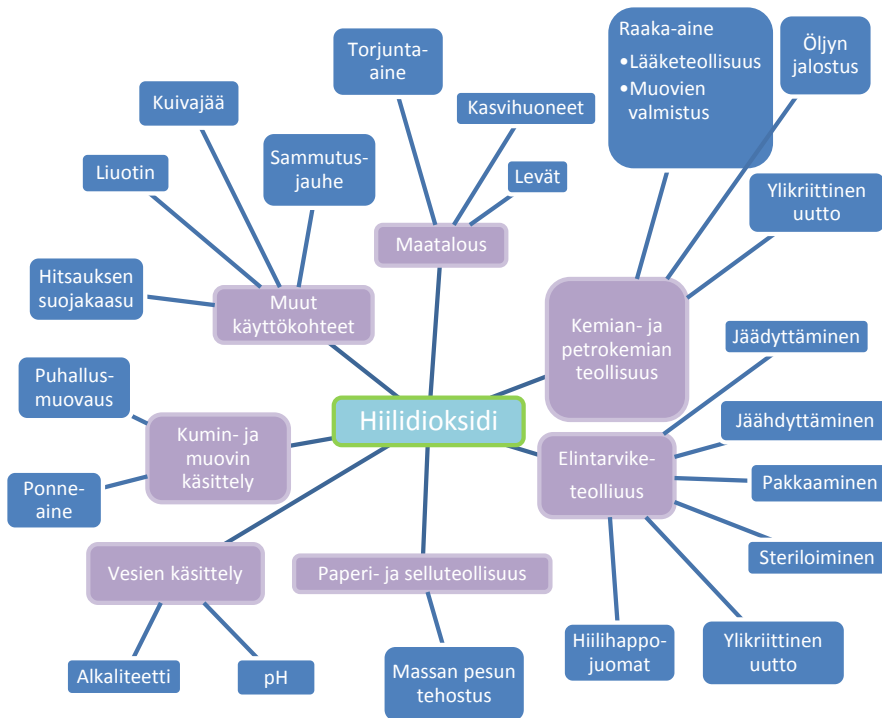 Raaka-aine
•Lääketeollisuus
•Muovien
valmistus
Öljyn
jalostus
Torjunta-
aine
Kuivajää
Kasvihuoneet
Sammutus-
jauhe
Liuotin
Levät
Ylikriittinen
uutto
Maatalous
Hitsauksen
suojakaasu
Muut
käyttökohteet
Kemian- ja
petrokemian
teollisuus
Jäädyttäminen
Puhallus-
muovaus
Hiilidioksidi
Jäähdyttäminen
Kumin- ja
muovin
käsittely
Elintarvike-
teolliuus
Ponne-
aine
Pakkaaminen
Steriloiminen
Vesien käsittely
Paperi- ja selluteollisuus
Hiilihappo-
juomat
Ylikriittinen
uutto
Alkaliteetti
pH
Massan pesun
tehostus